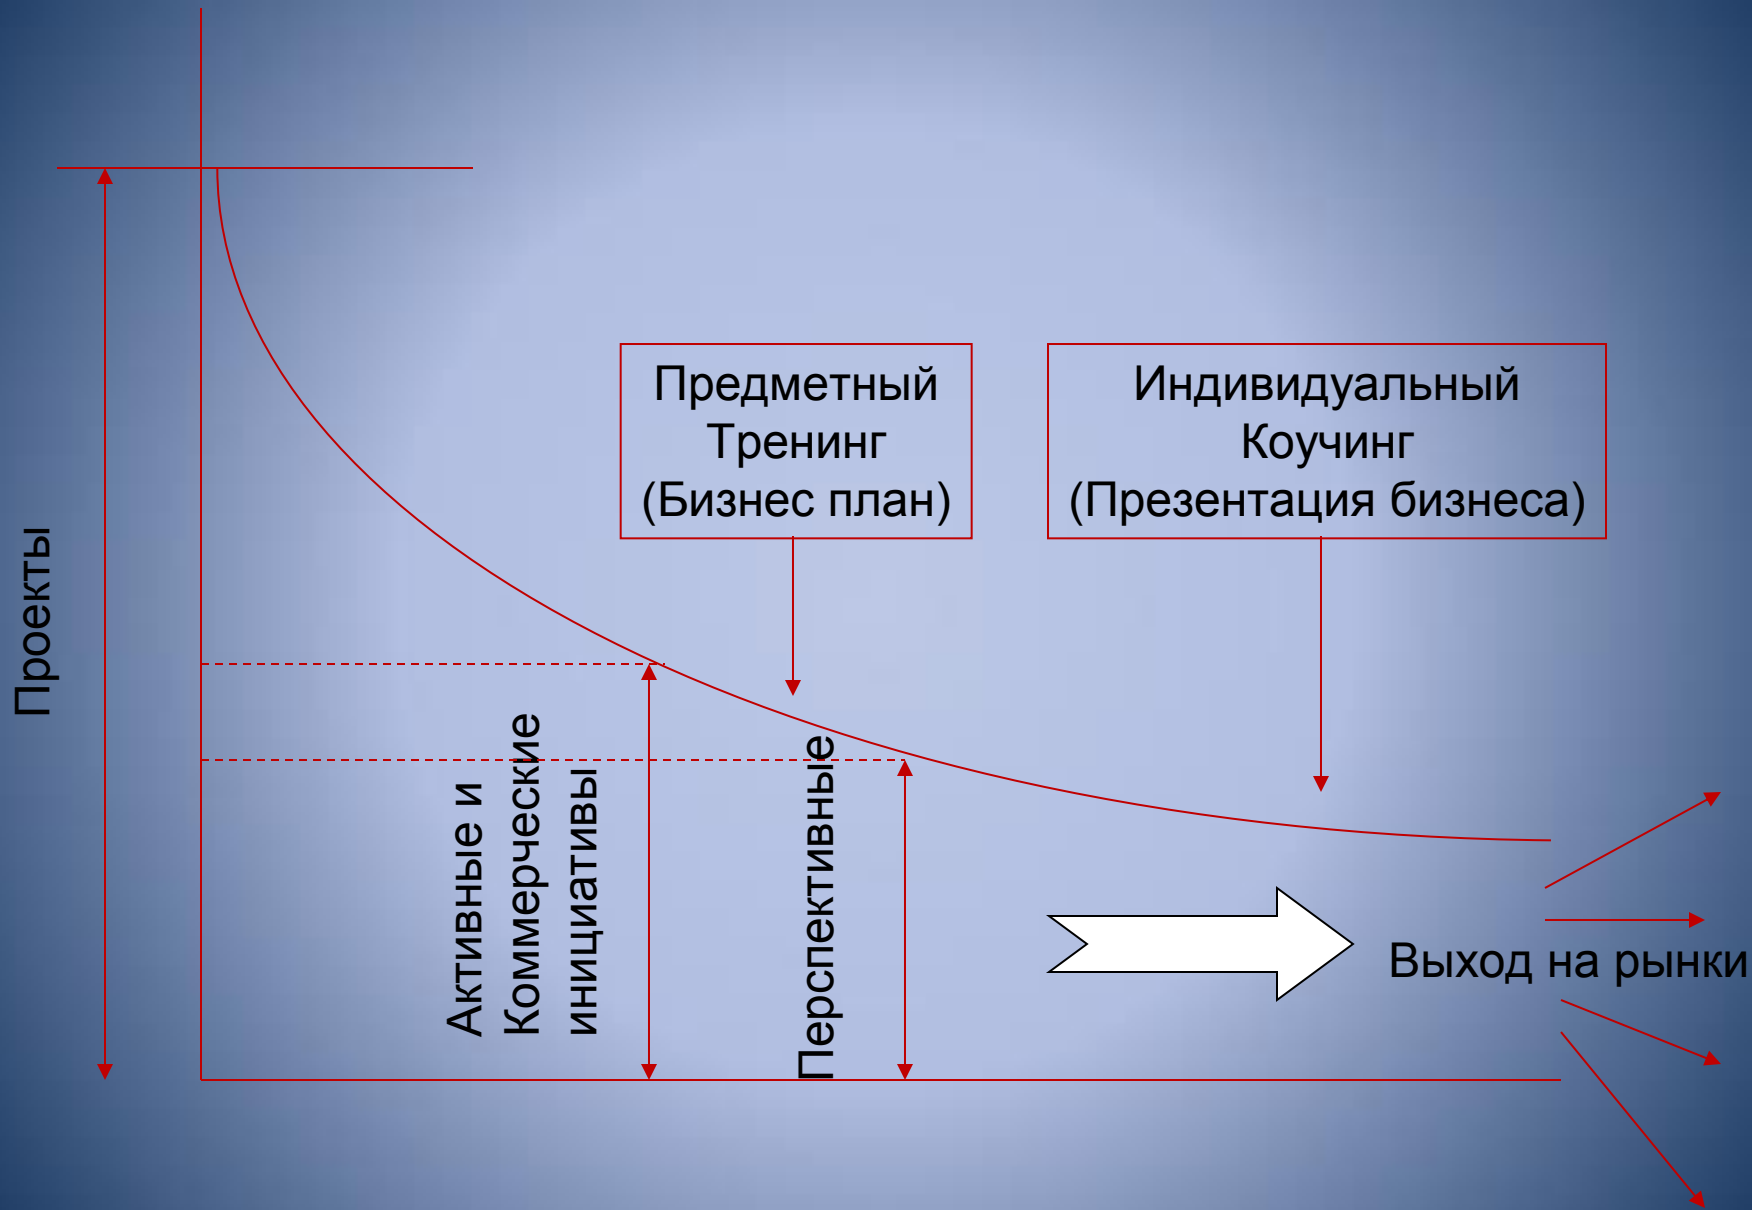 Проекты
Предметный
Тренинг
(Бизнес план)
Индивидуальный
Коучинг
(Презентация бизнеса)
Активные и
Коммерческие
инициативы
Перспективные
Выход на рынки